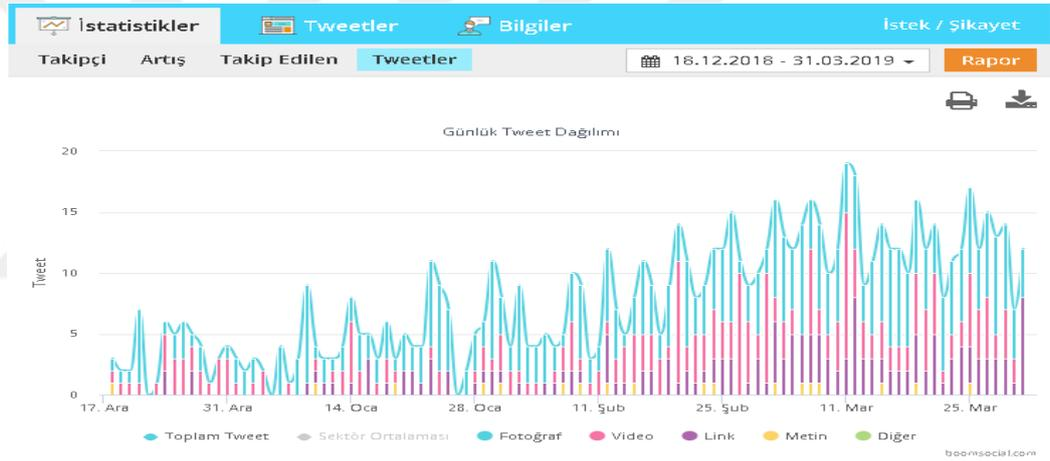 İstatistikler Tweetler Bilgiler İstek / Şikayet
Takipçi Artış Takip Edilen Tweetler 18.12.2018 - 31.03.2019 Rapor
Günlük Tweet Dağılımı
20
15
10
5
0
Tweet
17. Ara 31. Ara 14. Oca 28. Oca 11. Şub 25. Şub 11. Mar 25. Mar
Toplam Tweet Sektör Ortalaması Fotoğraf Video Link Metin Diğer
boomsocial.com